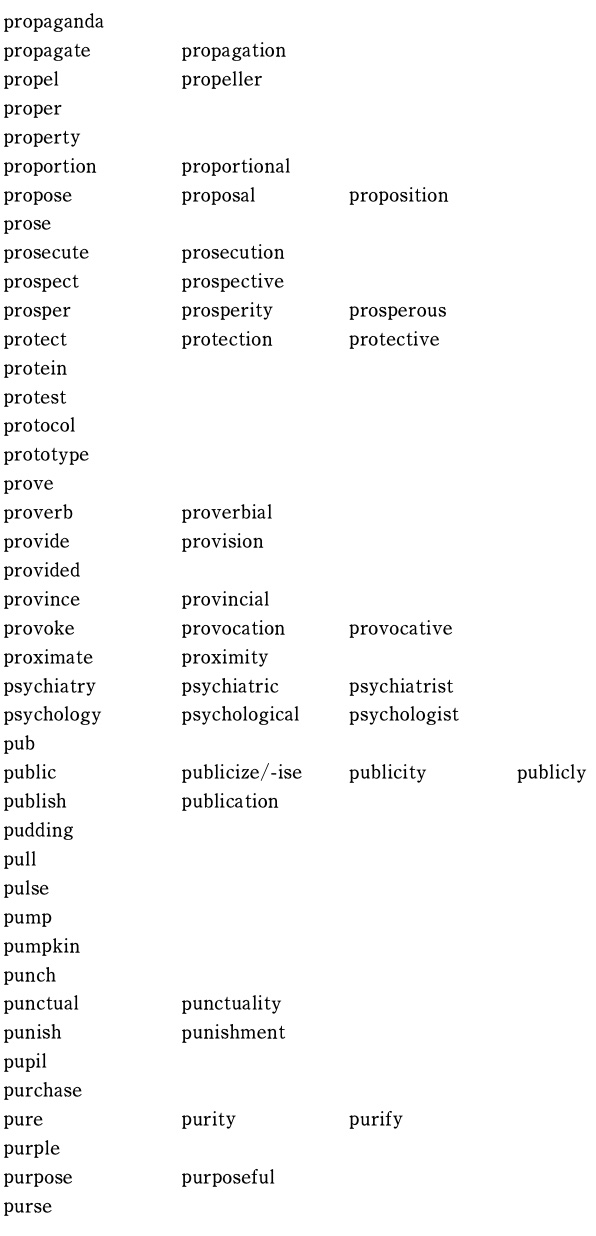 propaganda
propagate propagation
propel propeller
proper
property
proportion proportional
propose proposal proposition
prose
prosecute prosecution
prospect prospective
prosper prosperity prosperous
protect protection protective
protein
protest
protocol
prototype
prove
proverb proverbial
provide provision
provided
province provincial
provoke provocation provocative
proximate proximity
psychiatry psychiatric psychiatrist
psychology psychological psychologist
pub
public publicize/-ise publicity publicly
publish publication
pudding
pull
pulse
pump
pumpkin
punch
punctual punctuality
punish punishment
pupil
purchase
pure purity purify
purple
purpose purposeful
purse